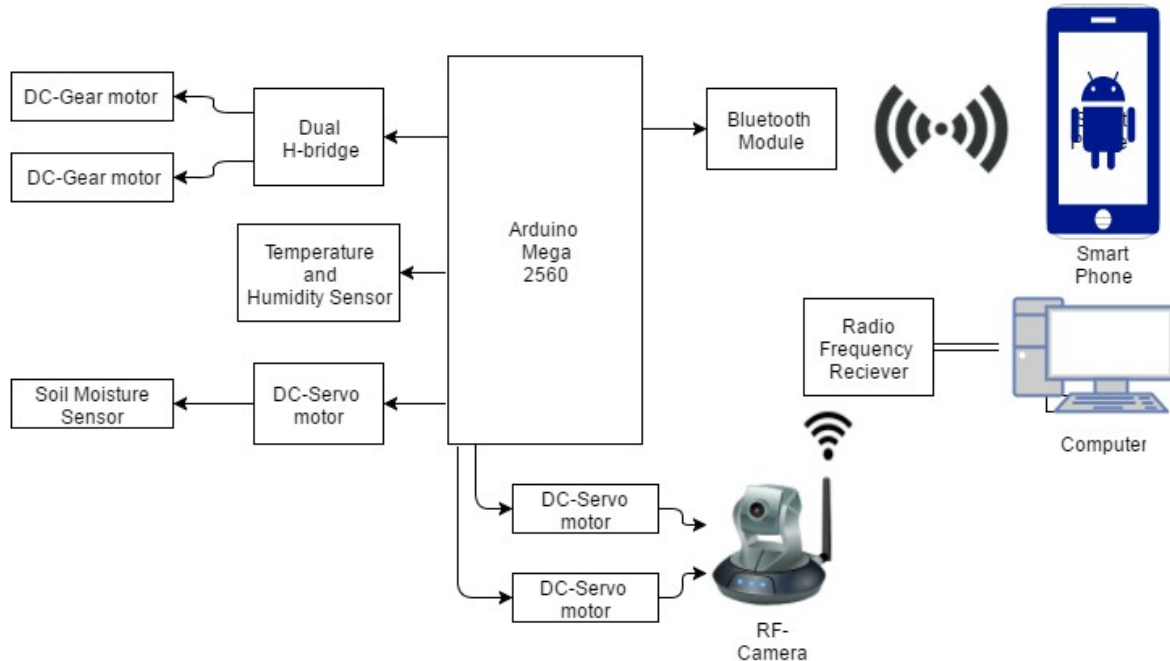 DC-Gear motor
DC-Gear motor
Dual
H-bridge
Temperature
and
Humidity Sensor
Soil Moisture
Sensor
DC-Servo
motor
Arduino
Mega
2560
Bluetooth
Module
Smart
Phone
Radio
Frequency
Reciever
Computer
DC-Servo
motor
DC-Servo
motor
RF-
Camera